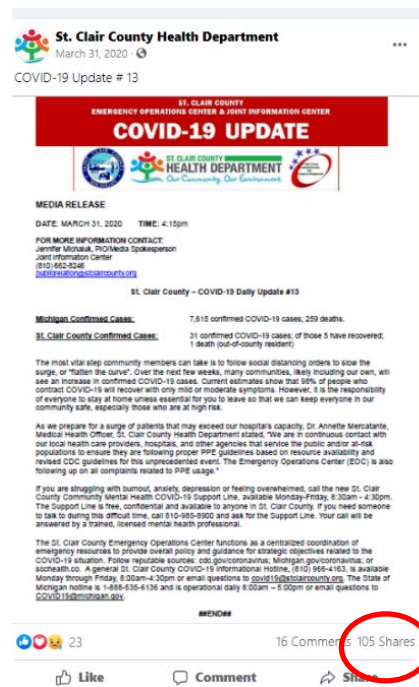 St. Clair County Health Department
March 31, 2020 ·
COVID-19 Update # 13
ST. CLAIR COUNTY
EMERGENCY OPERATIONS CENTER & JOINT INFORMATION CENTER
COVID-19 UPDATE
ST. CLAIR COUNTY
HEALTH DEPARTMENT
Our Community. Our Environment.
MEDIA RELEASE
DATE: MARCH 31, 2020 TIME: 4:15pm
FOR MORE INFORMATION CONTACT:
Jennifer Michaluk, PIO/Media Spokesperson
Joint Information Center
St. Clair County – COVID-19 Daily Update #13
Michigan Confirmed Cases: 7,615 confirmed COVID-19 cases; 259 deaths.
St. Clair County Confirmed Cases: 31 confirmed COVID-19 cases; of those 5 have recovered;
1 death (out-of-county resident)
The most vital step community members can take is to follow social distancing orders to slow the
surge, or "flatten the curve". Over the next few weeks, many communities, likely including our own, will
see an increase in confirmed COVID-19 cases. Current estimates show that 98% of people who
contract COVID-19 will recover with only mild or moderate symptoms. However, it is the responsibility
of everyone to stay at home unless essential for you to leave so that we can keep everyone in our
community safe, especially those who are at high risk.
As we prepare for a surge of patients that may exceed our hospital's capacity, Dr. Annette Mercatante,
Medical Health Officer, St. Clair County Health Department stated, "We are in continuous contact with
our local health care providers, hospitals, and other agencies that service the public and/or at-risk
populations to ensure they are following proper PPE guidelines based on resource availability and
revised CDC guidelines for this unprecedented event. The Emergency Operations Center (EOC) is also
following up on all complaints related to PPE usage."
If you are struggling with burnout, anxiety, depression or feeling overwhelmed, call the new St. Clair
County Community Mental Health COVID-19 Support Line, available Monday-Friday, 8:30am - 4:30pm.
The Support Line is free, confidential and available to anyone in St. Clair County. If you need someone
to talk to during this difficult time, call 810-985-8900 and ask for the Support Line. Your call will be
answered by a trained, licensed mental health professional.
The St. Clair County Emergency Operations Center functions as a centralized coordination of
emergency resources to provide overall policy and guidance for strategic objectives related to the
COVID-19 situation. Follow reputable sources: cdc.gov/coronavirus; Michigan.gov/coronavirus; or
scchealth.co. A general St. Clair County COVID-19 Informational Hotline, (810) 966-4163, is available
Monday through Friday, 8:00am-4:30pm or email questions to covid19@stclaircounty.org. The State of
Michigan hotline is 1-888-535-6136 and is operational daily 8:00am – 5:00pm or email questions to
COVID19@michigan.gov.
##END##
23 16 Comments 105 Shares
Like Comment Share